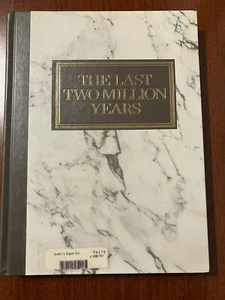 THE LAST
TWO MILLION
YEARS